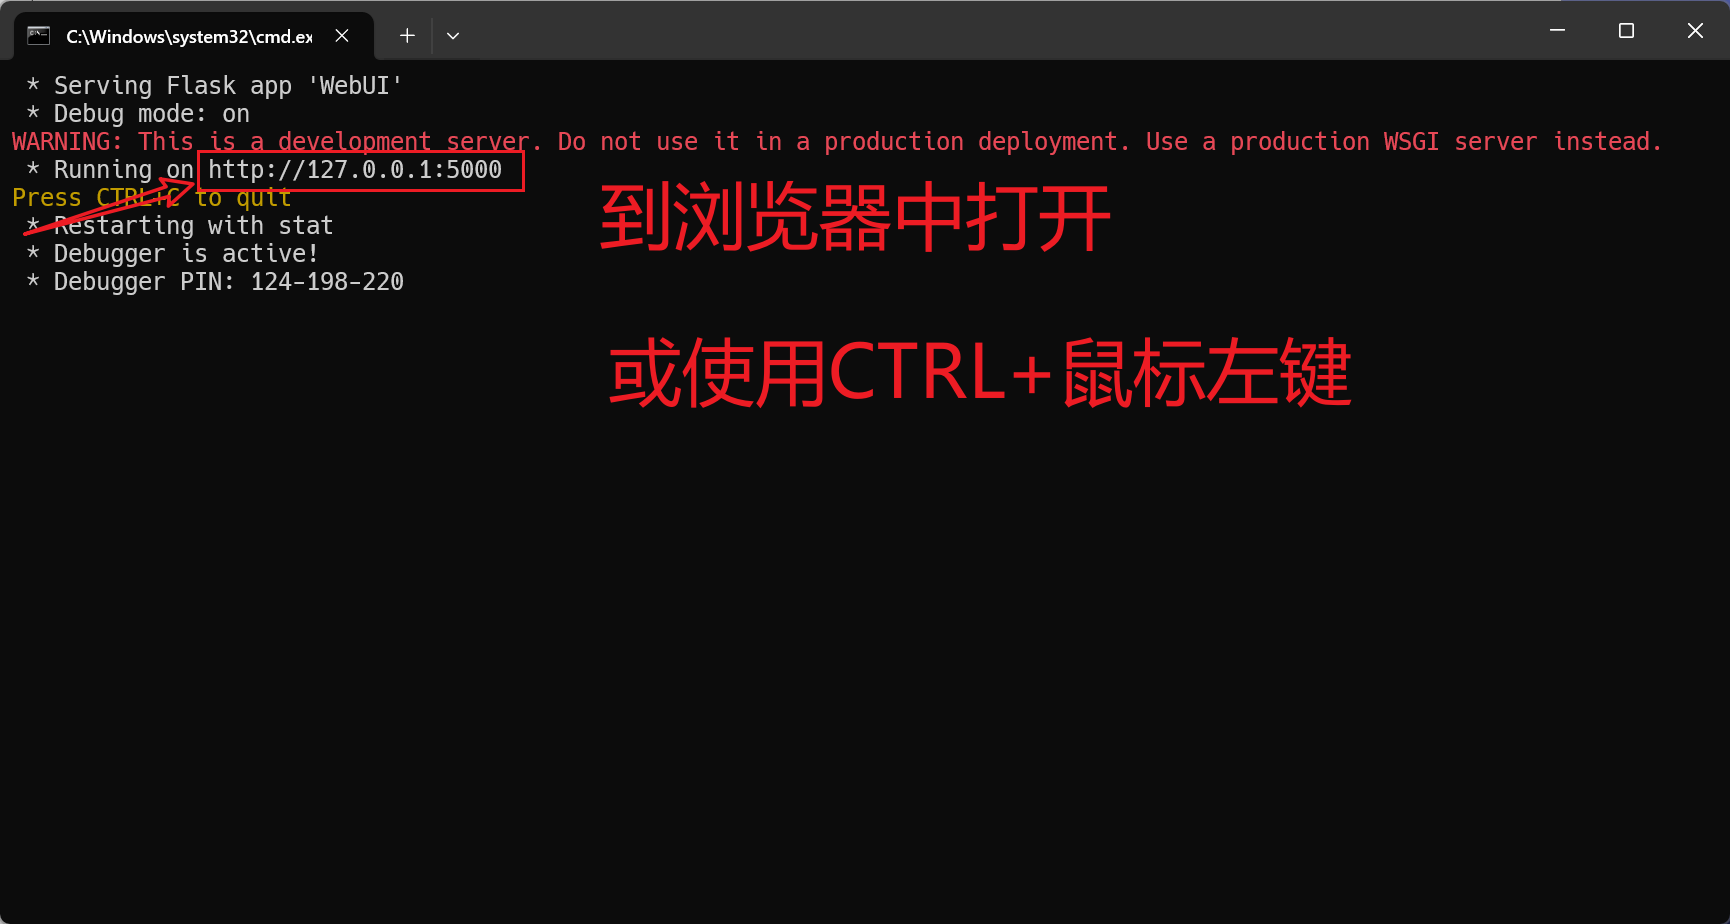 C:\Windows\system32\cmd.ex
* Serving Flask app 'WebUI'
* Debug mode: on
WARNING: This is a development server. Do not use it in a production deployment. Use a production WSGI server instead.
* Running on http://127.0.0.1:5000
Press CTRL+C to quit
* Restarting with stat
* Debugger is active!
* Debugger PIN: 124-198-220
到浏览器中打开
或使用CTRL+鼠标左键